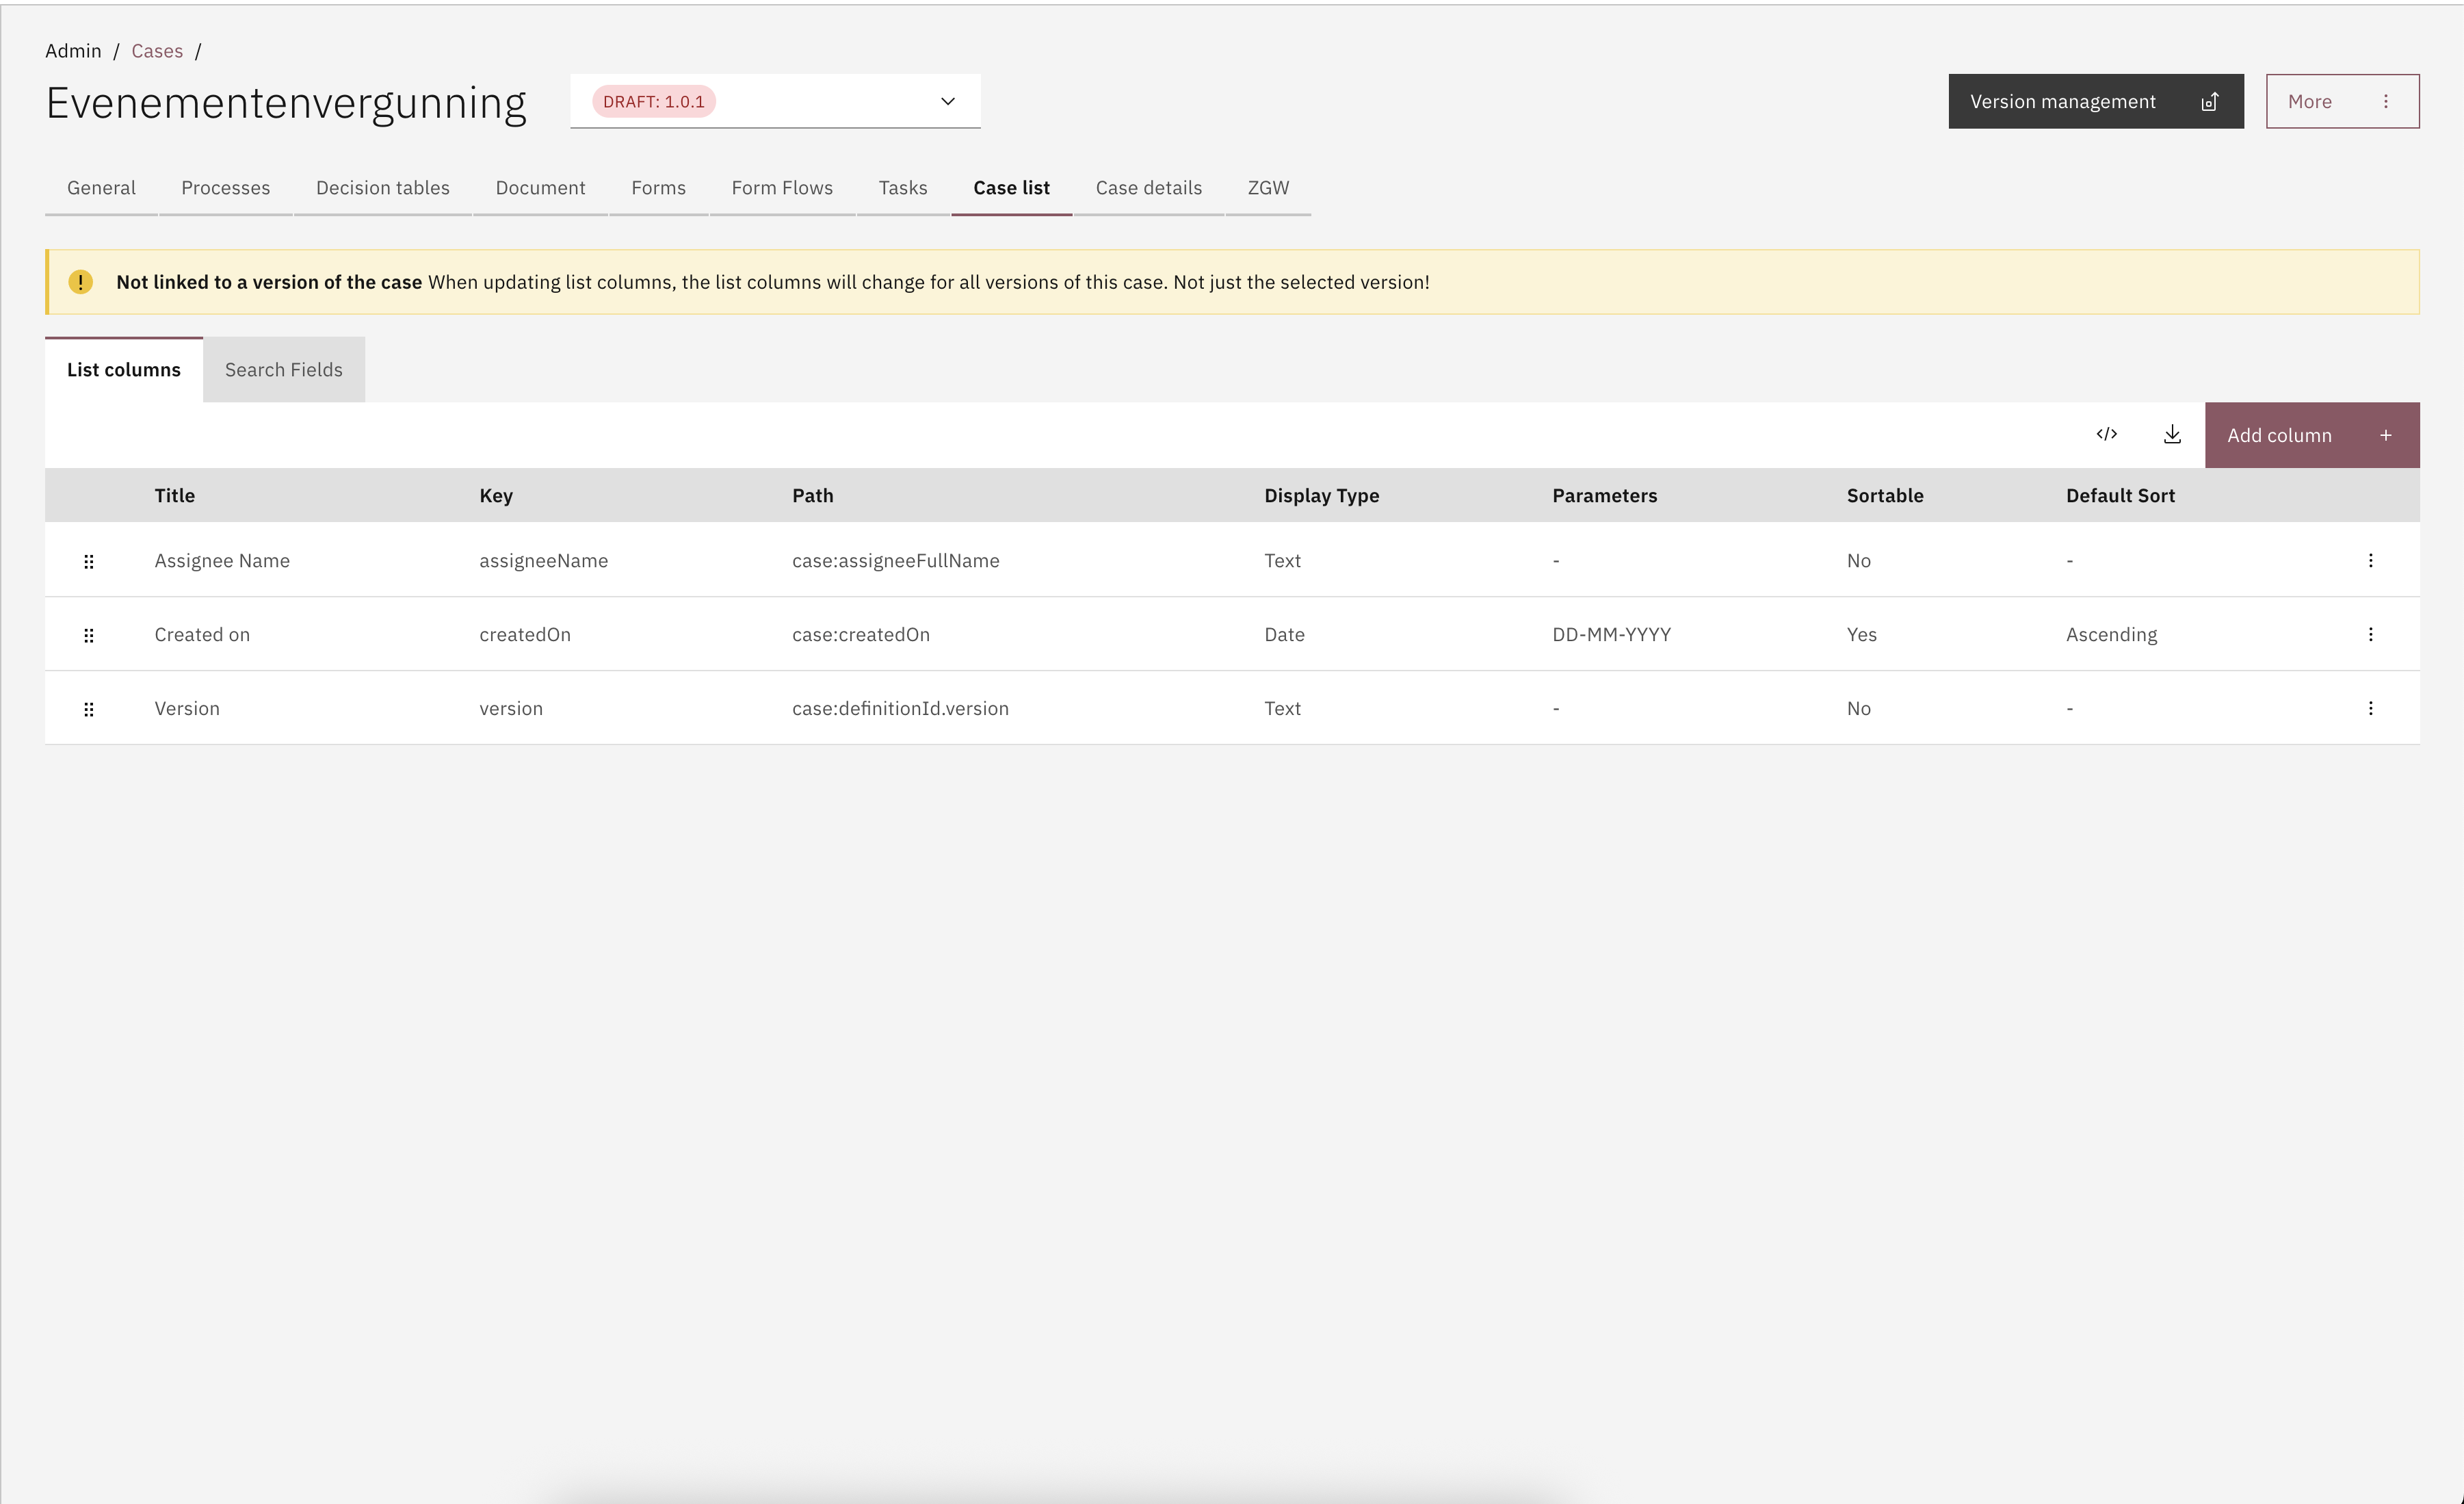 Admin / Cases /
Evenementenvergunning DRAFT: 1.0.1 Version management More
General Processes Decision tables Document Forms Form Flows Tasks Case list Case details ZGW
Not linked to a version of the case When updating list columns, the list columns will change for all versions of this case. Not just the selected version!
List columns Search Fields
</> Add column +
Title Key Path Display Type Parameters Sortable Default Sort
Assignee Name assigneeName case:assigneeFullName Text - No -
Created on createdOn case:createdOn Date DD-MM-YYYY Yes Ascending
Version version case:definitionId.version Text - No -